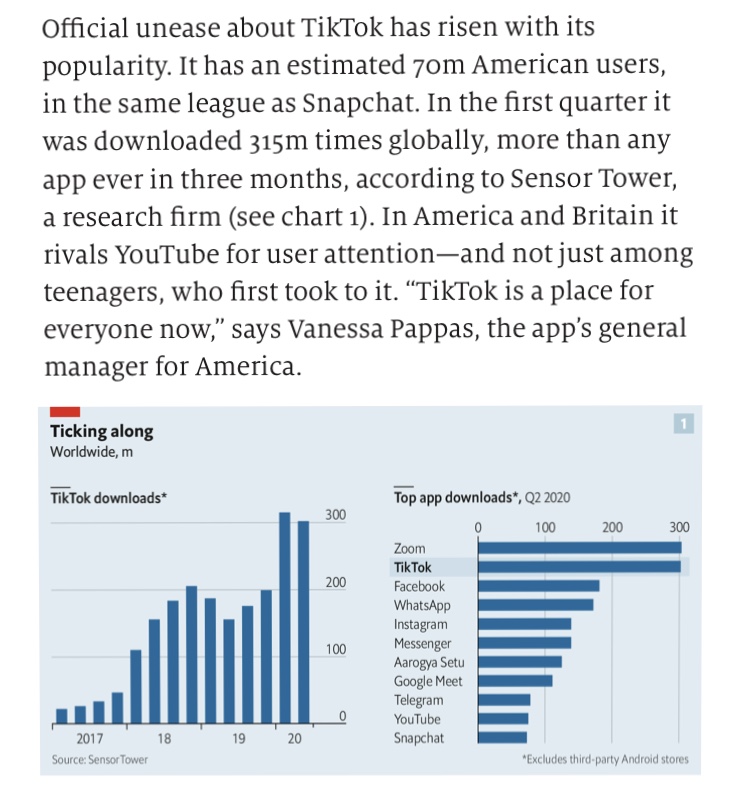 Official unease about TikTok has risen with its
popularity. It has an estimated 70m American users,
in the same league as Snapchat. In the first quarter it
was downloaded 315m times globally, more than any
app ever in three months, according to Sensor Tower,
a research firm (see chart 1). In America and Britain it
rivals YouTube for user attention—and not just among
teenagers, who first took to it. “TikTok is a place for
everyone now,” says Vanessa Pappas, the app’s general
manager for America.
1
Ticking along
Worldwide, m
TikTok downloads*
300
200
100
0
2017 18 19 20
Source: Sensor Tower
Top app downloads*, Q2 2020
0 100 200 300
Zoom
TikTok
Facebook
WhatsApp
Instagram
Messenger
Aarogya Setu
Google Meet
Telegram
YouTube
Snapchat
*Excludes third-party Android stores